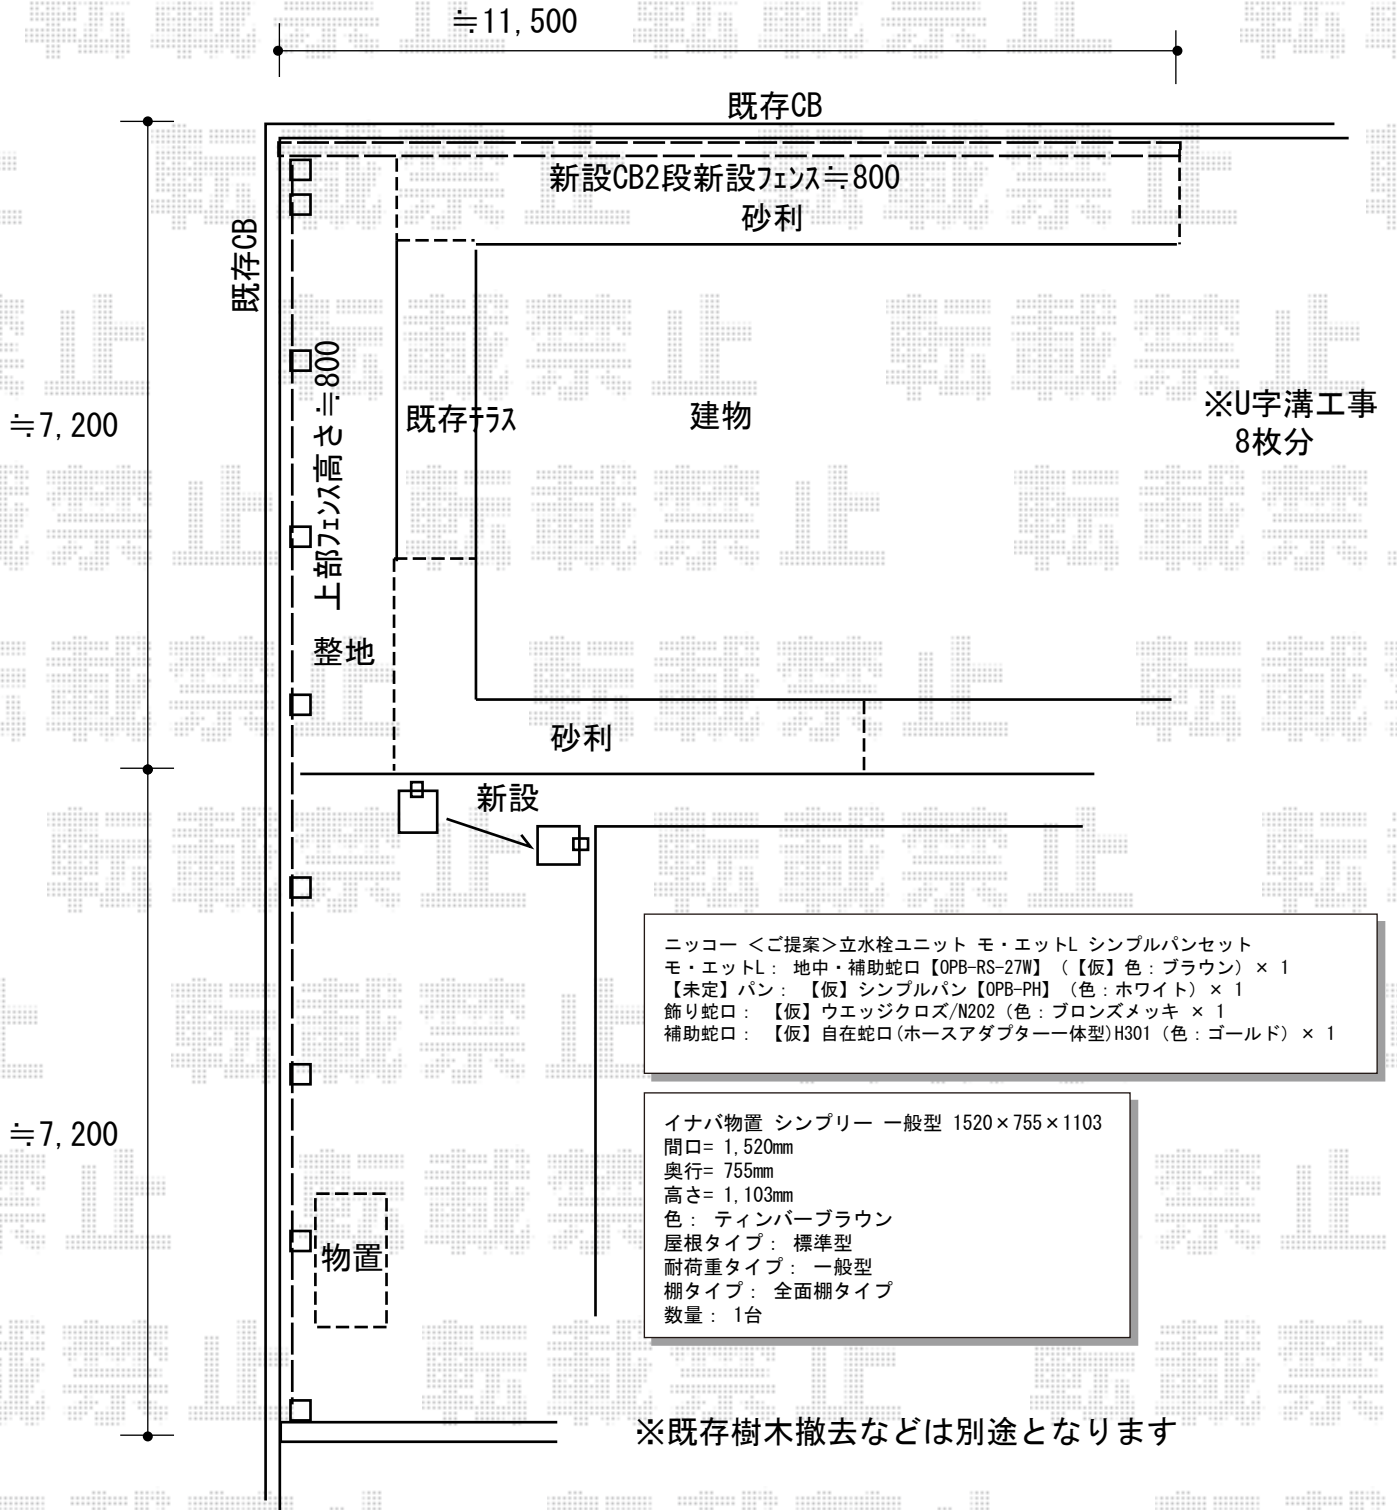 ≒11,500
既存CB
新設CB2段新設ﾌｪﾝｽ≒800
砂利
既存CB
上部ﾌｪﾝｽ高さ≒800
≒7,200
既存ﾃﾗｽ
建物
※U字溝工事
8枚分
整地
砂利
新設
ニッコー ＜ご提案＞立水栓ユニット モ・エットL シンプルパンセット
モ・エットL： 地中・補助蛇口【OPB-RS-27W】（【仮】色：ブラウン）× 1
【未定】パン： 【仮】シンプルパン【OPB-PH】（色：ホワイト）× 1
飾り蛇口： 【仮】ウエッジクロズ/N202（色：ブロンズメッキ × 1
補助蛇口： 【仮】自在蛇口(ホースアダプター一体型)H301（色：ゴールド）× 1
≒7,200
イナバ物置 シンプリー 一般型 1520×755×1103
間口= 1,520mm
奥行= 755mm
高さ= 1,103mm
色： ティンバーブラウン
屋根タイプ： 標準型
耐荷重タイプ： 一般型
棚タイプ： 全面棚タイプ
数量： 1台
物置
※既存樹木撤去などは別途となります
転載禁止